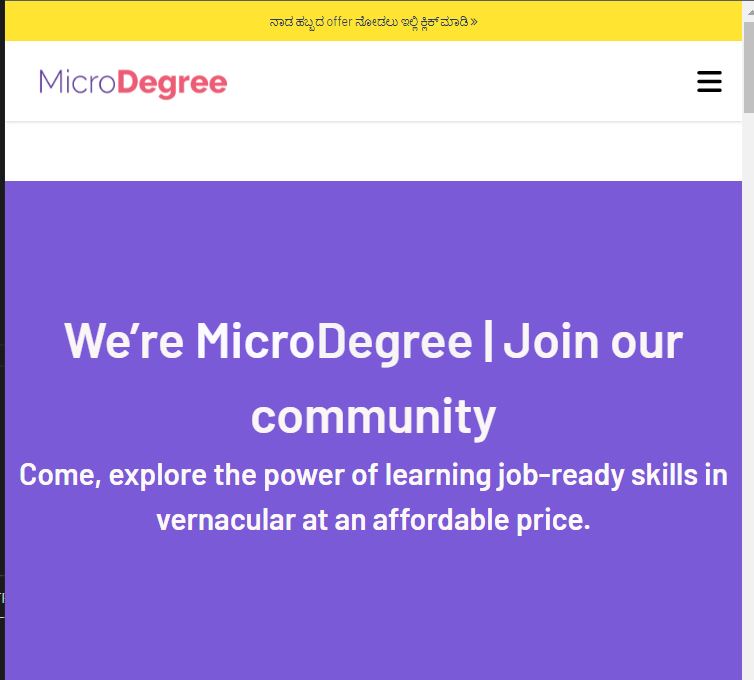 ನಾಡ ಹಬ್ಬದ offer ನೋಡಲು ಇಲ್ಲಿ ಕ್ಲಿಕ್ ಮಾಡಿ »
MicroDegree
We’re MicroDegree | Join our
community
Come, explore the power of learning job-ready skills in
vernacular at an affordable price.